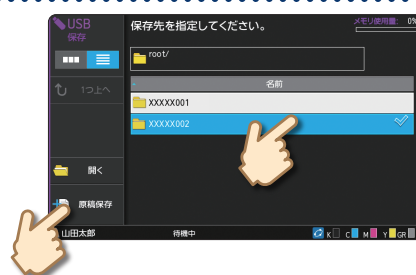 USB
保存
保存先を指定してください。
メモリ使用量: 0%
root/
1つ上へ
名前
XXXXX001
XXXXX002
開く
原稿保存
山田太郎
待機中
K C M Y GR